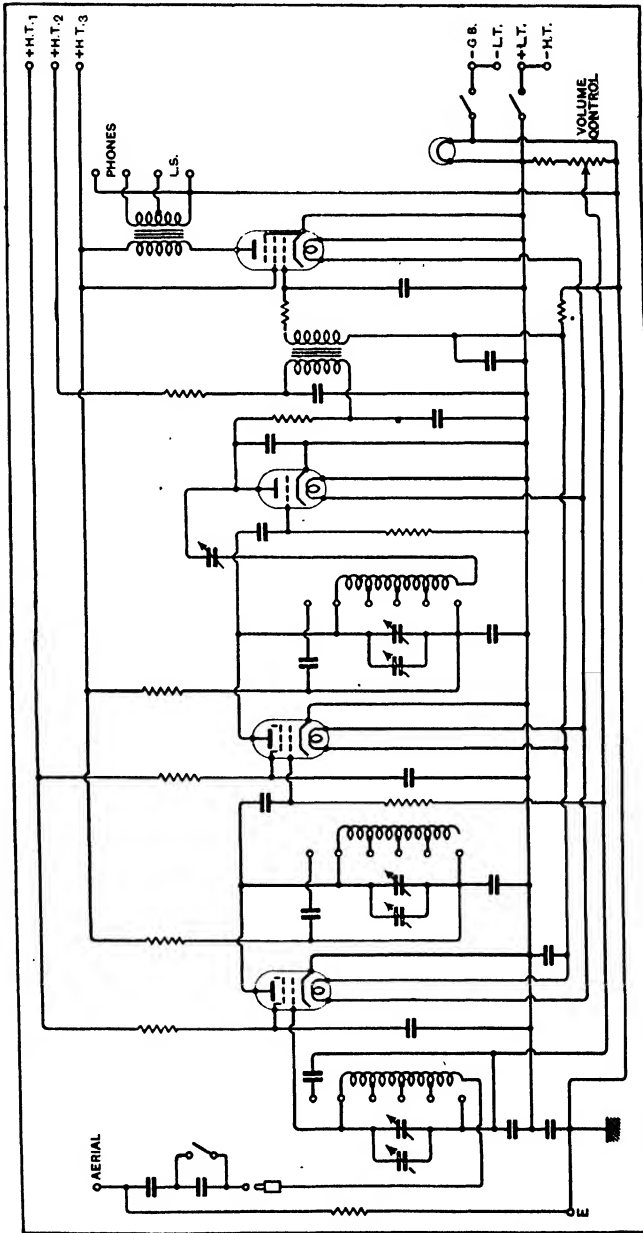 +H.T.1
+H.T.2
+H.T.3
PHONES
L.S.
-G.B.
-L.T.
+L.T.
-H.T.
VOLUME
CONTROL
AERIAL
E